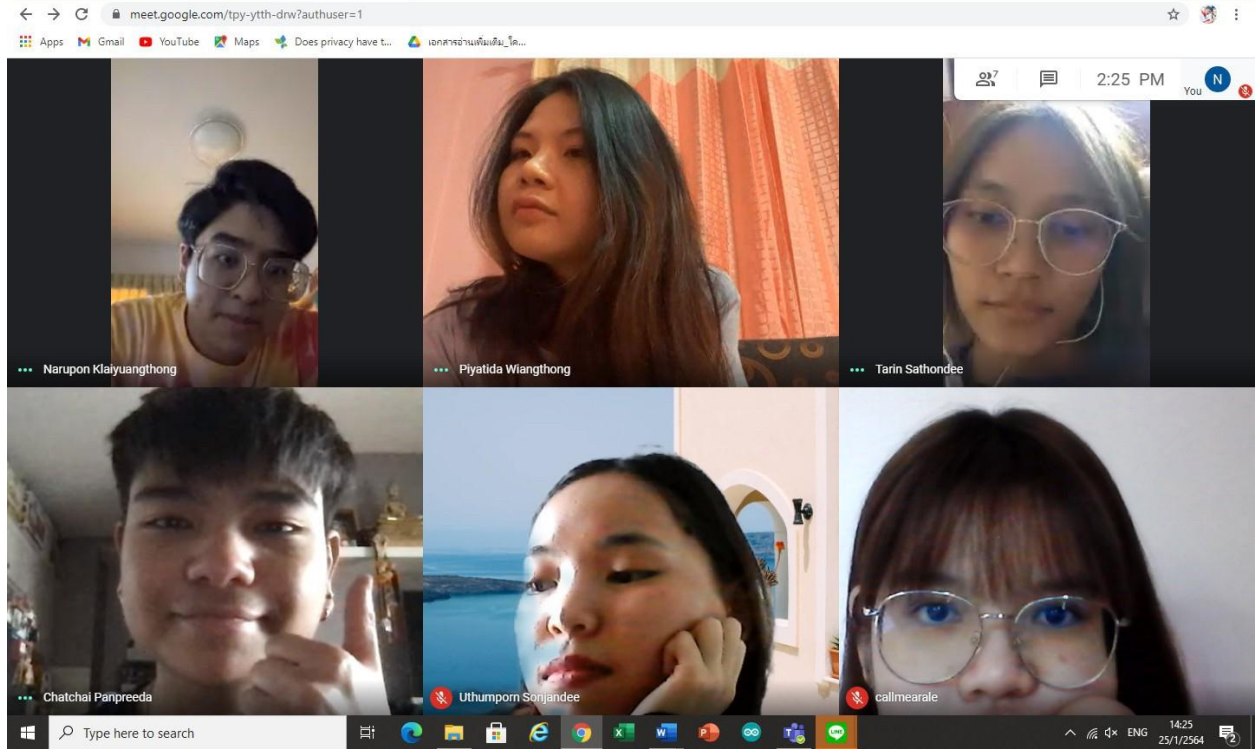 meet.google.com/tpy-ytth-drw?authuser=1
Apps Gmail YouTube Maps Does privacy have t... เอกสารอ่านเพิ่มเติม_โค...
7 2:25 PM You N
Narupon Klaiyuangthong
Piyatida Wiangthong
Tarin Sathondee
Chatchai Panpreeda
Uthumporn Sonjandee
callmearale
Type here to search
ENG
14:25
25/1/2564
2